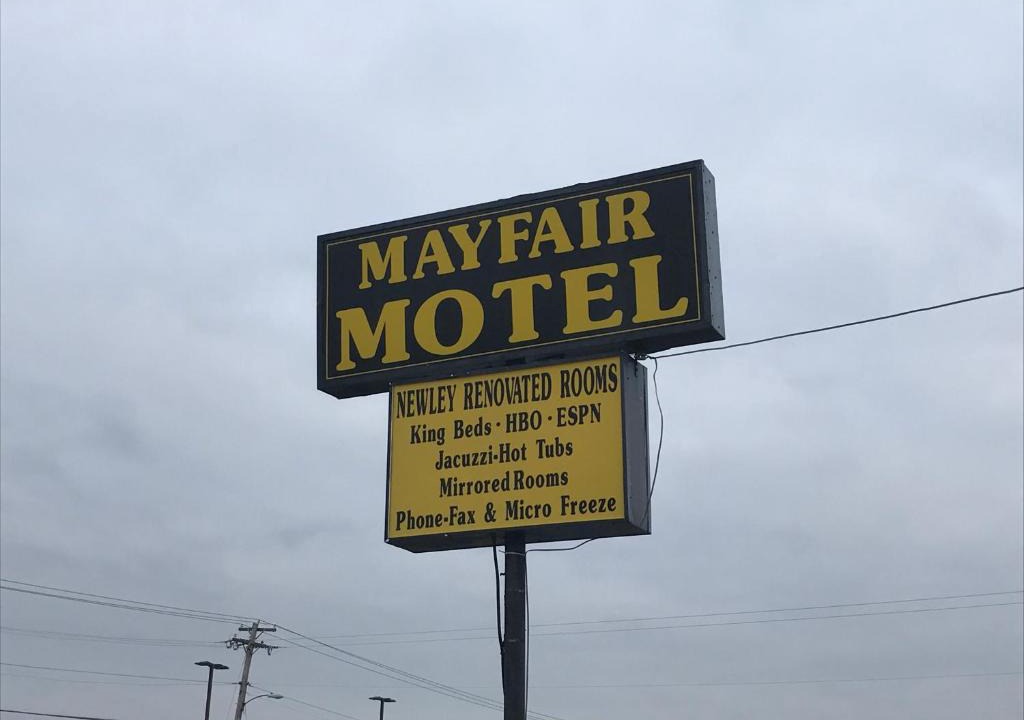 MAYFAIR
MOTEL
NEWLEY RENOVATED ROOMS
King Beds · HBO · ESPN
Jacuzzi-Hot Tubs
Mirrored Rooms
Phone-Fax & Micro Freeze